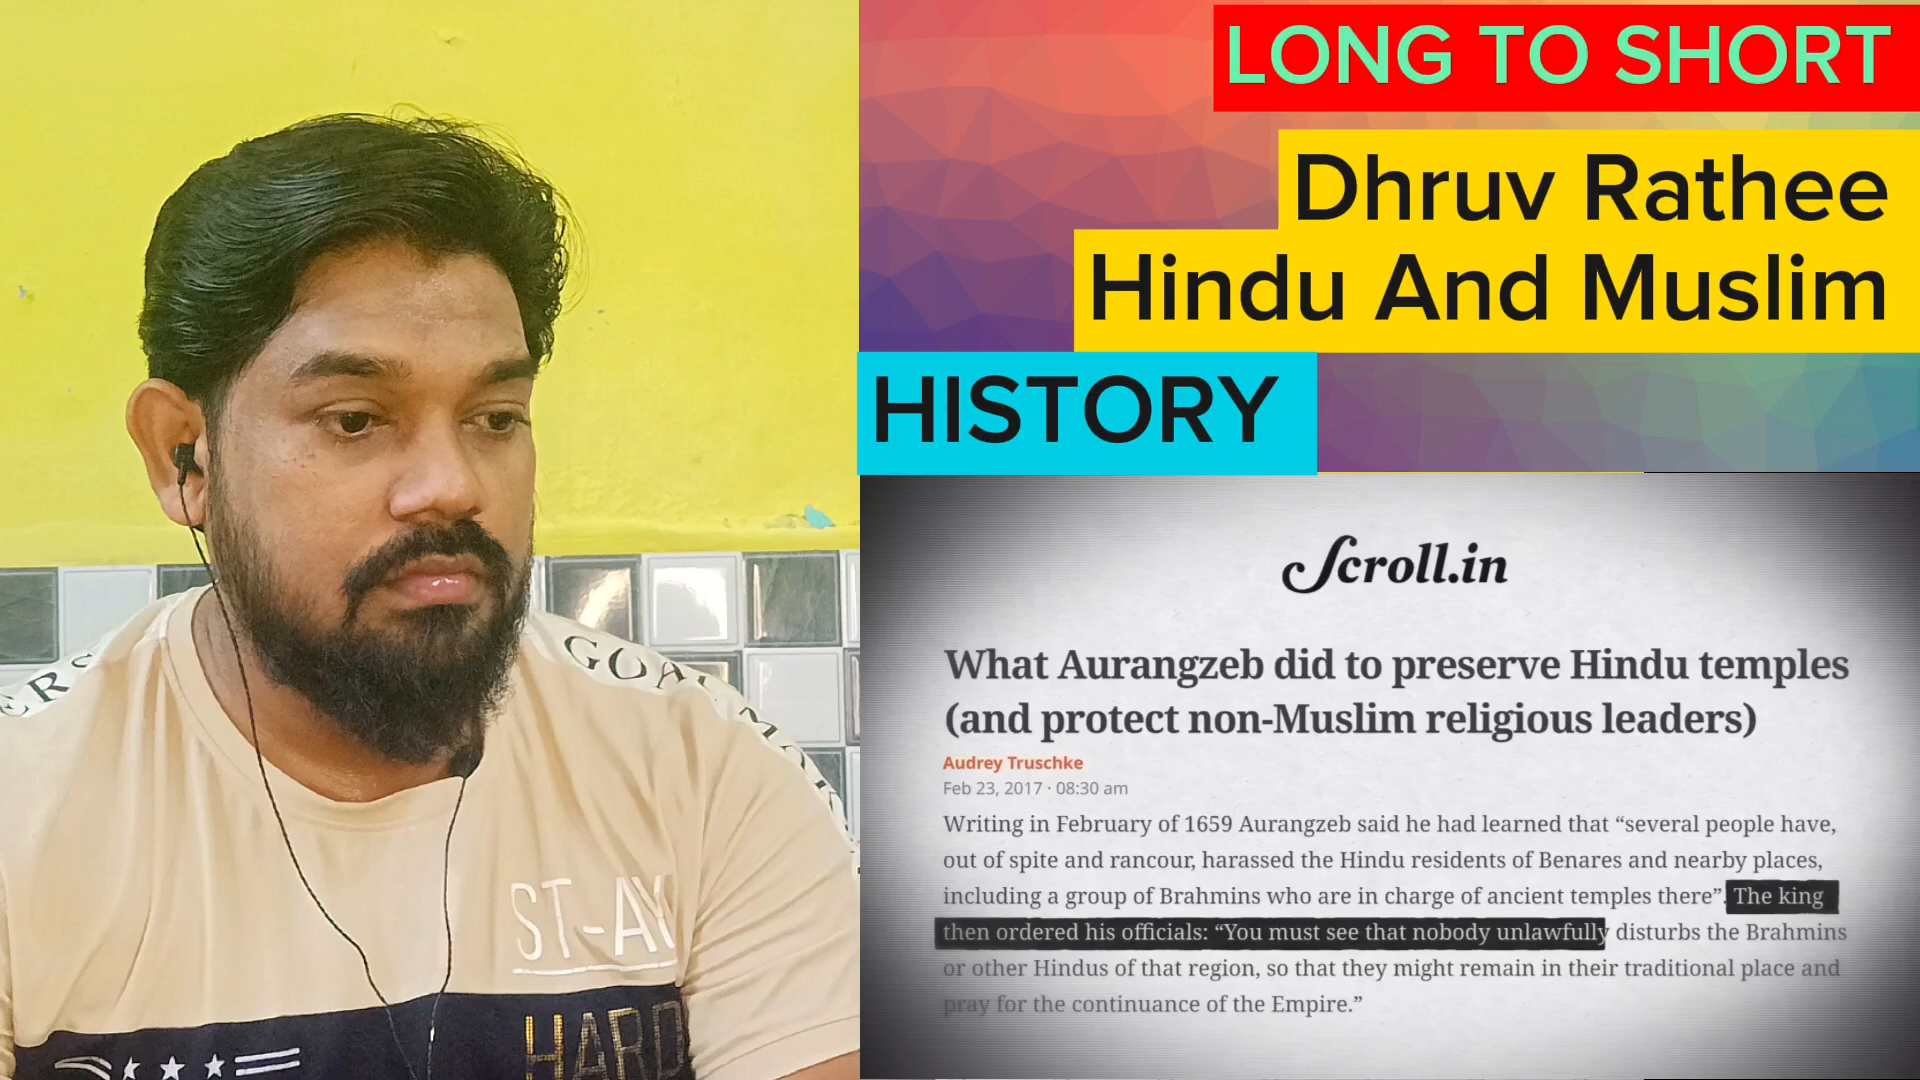 LONG TO SHORT
Dhruv Rathee
Hindu And Muslim
HISTORY
Scroll.in
What Aurangzeb did to preserve Hindu temples
(and protect non-Muslim religious leaders)
Audrey Truschke
Feb 23, 2017 · 08:30 am
Writing in February of 1659 Aurangzeb said he had learned that “several people have,
out of spite and rancour, harassed the Hindu residents of Benares and nearby places,
including a group of Brahmins who are in charge of ancient temples there”. The king
then ordered his officials: “You must see that nobody unlawfully disturbs the Brahmins
or other Hindus of that region, so that they might remain in their traditional place and
pray for the continuance of the Empire.”
ST-AY
HARD